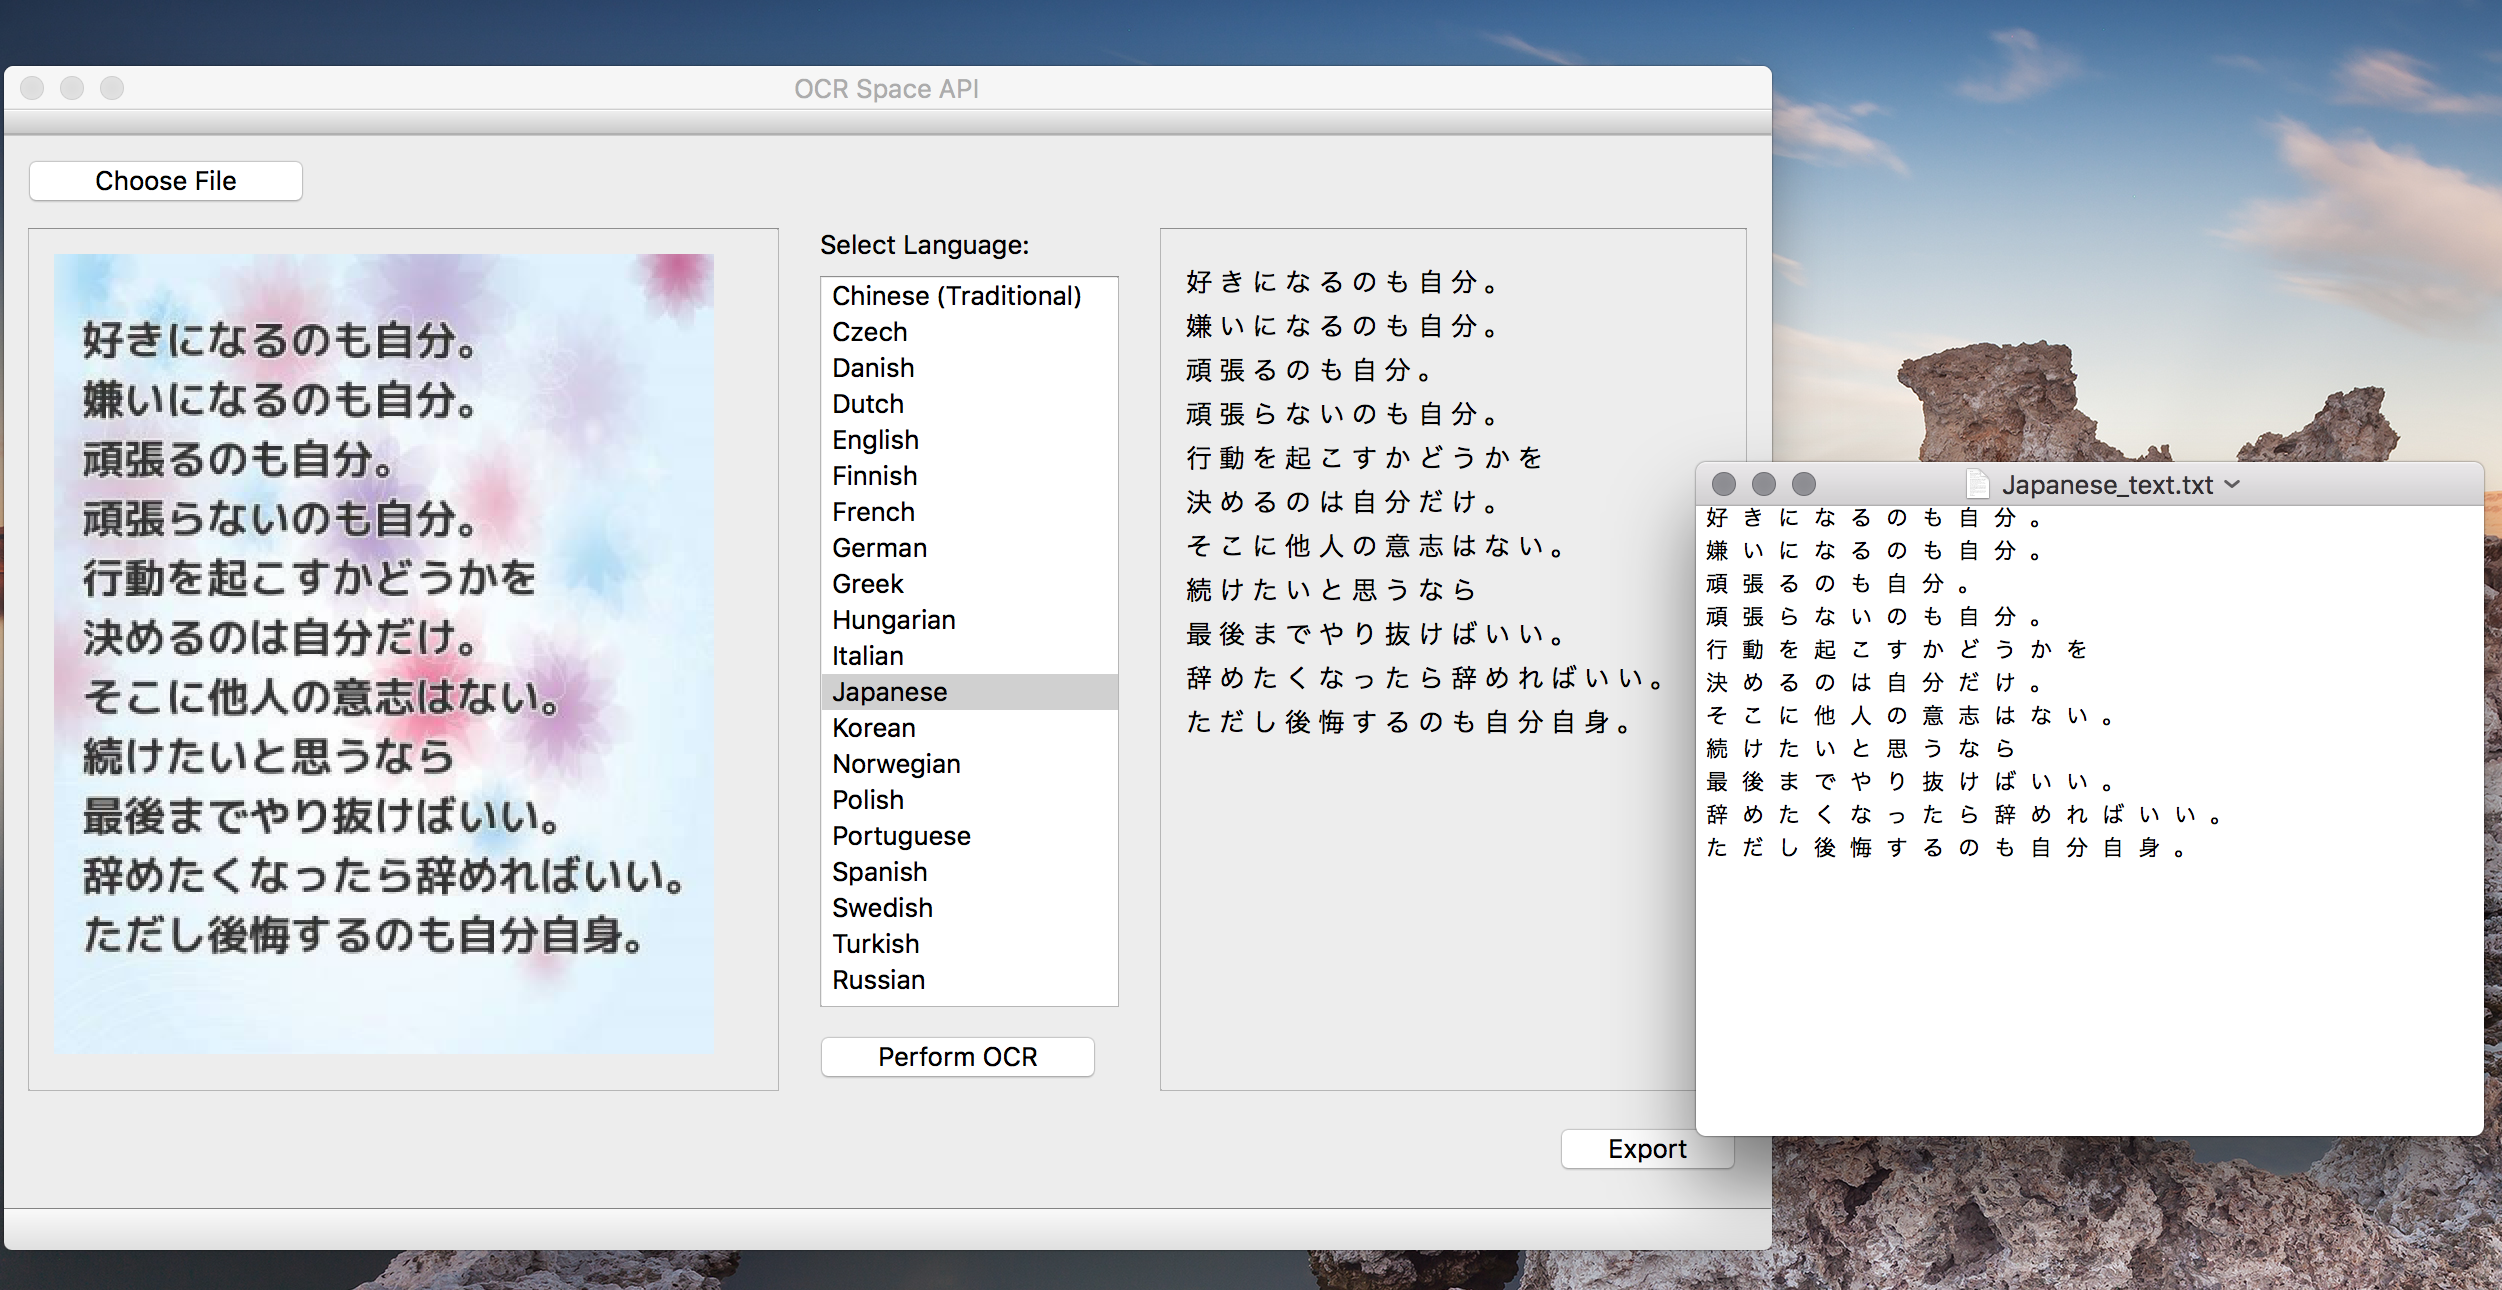 OCR Space API
Choose File
好きになるのも自分。
嫌いになるのも自分。
頑張るのも自分。
頑張らないのも自分。
行動を起こすかどうかを
決めるのは自分だけ。
そこに他人の意志はない。
続けたいと思うなら
最後までやり抜けばいい。
辞めたくなったら辞めればいい。
ただし後悔するのも自分自身。
Select Language:
Chinese (Traditional)
Czech
Danish
Dutch
English
Finnish
French
German
Greek
Hungarian
Italian
Japanese
Korean
Norwegian
Polish
Portuguese
Spanish
Swedish
Turkish
Russian
Perform OCR
好 き に な る の も 自 分 。
嫌 い に な る の も 自 分 。
頑 張 る の も 自 分 。
頑 張 ら な い の も 自 分 。
行 動 を 起 こ す か ど う か を
決 め る の は 自 分 だ け 。
そ こ に 他 人 の 意 志 は な い 。
続 け た い と 思 う な ら
最 後 ま で や り 抜 け ば い い 。
辞 め た く な っ た ら 辞 め れ ば い い 。
た だ し 後 悔 す る の も 自 分 自 身 。
Export
Japanese_text.txt
好 き に な る の も 自 分 。
嫌 い に な る の も 自 分 。
頑 張 る の も 自 分 。
頑 張 ら な い の も 自 分 。
行 動 を 起 こ す か ど う か を
決 め る の は 自 分 だ け 。
そ こ に 他 人 の 意 志 は な い 。
続 け た い と 思 う な ら
最 後 ま で や り 抜 け ば い い 。
辞 め た く な っ た ら 辞 め れ ば い い 。
た だ し 後 悔 す る の も 自 分 自 身 。